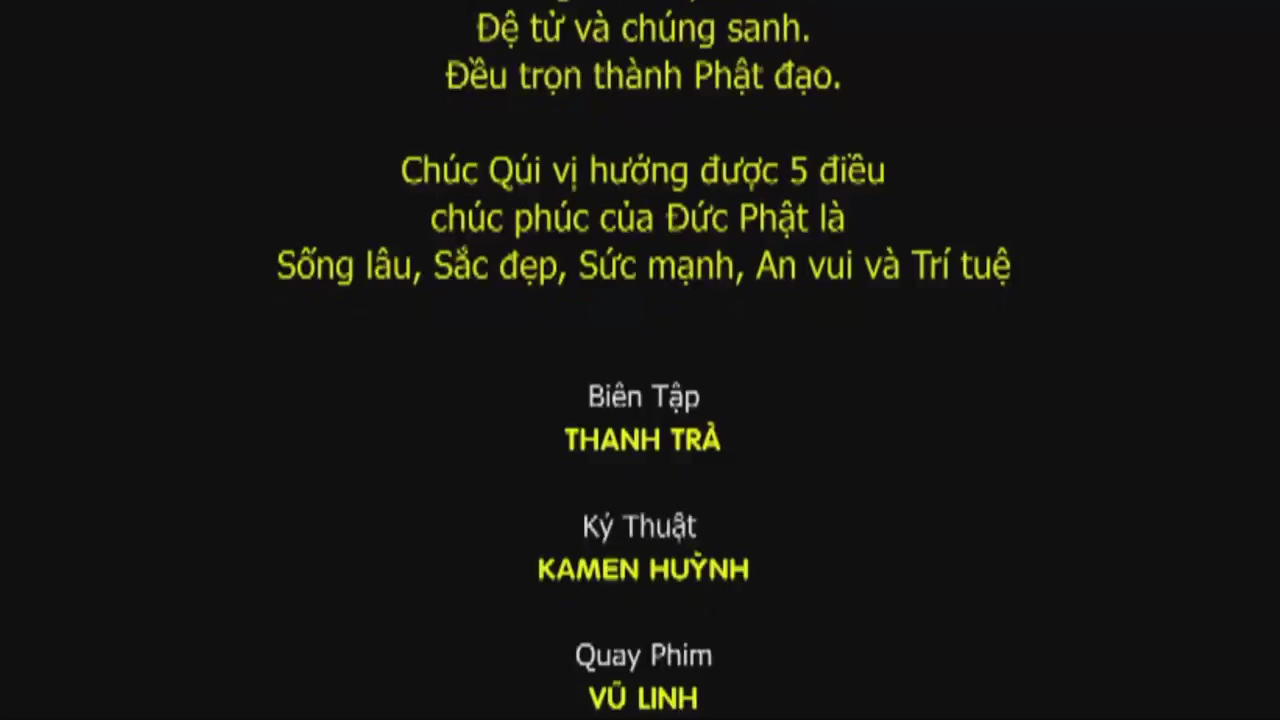 Đệ tử và chúng sanh.
Đều trọn thành Phật đạo.
Chúc Qúi vị hưởng được 5 điều
chúc phúc của Đức Phật là
Sống lâu, Sắc đẹp, Sức mạnh, An vui và Trí tuệ
Biên Tập
THANH TRÀ
Kỷ Thuật
KAMEN HUỲNH
Quay Phim
VŨ LINH